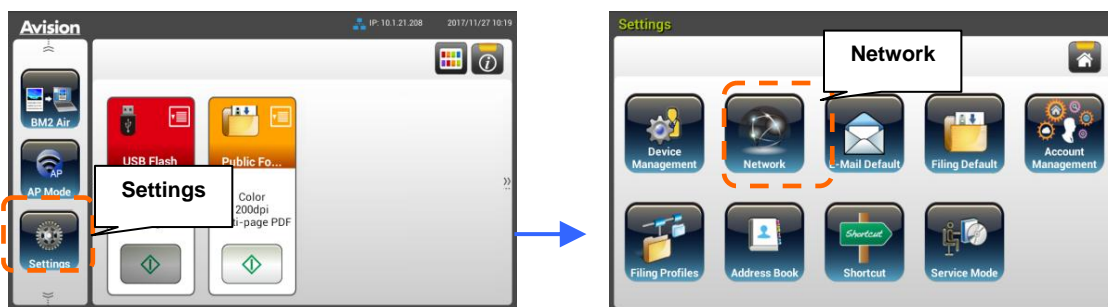 Avision
IP: 10.1.21.208 2017/11/27 10:19
BM2 Air
AP
AP Mode
Settings
USB Flash
Public Fo...
Color
200dpi
ti-page PDF
Settings
Settings
Network
Device
Management
Network
E-Mail Default
Filing Default
Account
Management
Filing Profiles
Address Book
Shortcut
Shortcut
Service Mode